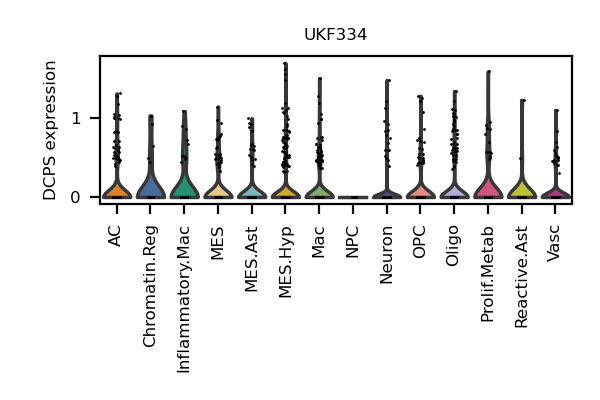 UKF334
DCPS expression
1
0
AC
Chromatin.Reg
Inflammatory.Mac
MES
MES.Ast
MES.Hyp
Mac
NPC
Neuron
OPC
Oligo
Prolif.Metab
Reactive.Ast
Vasc